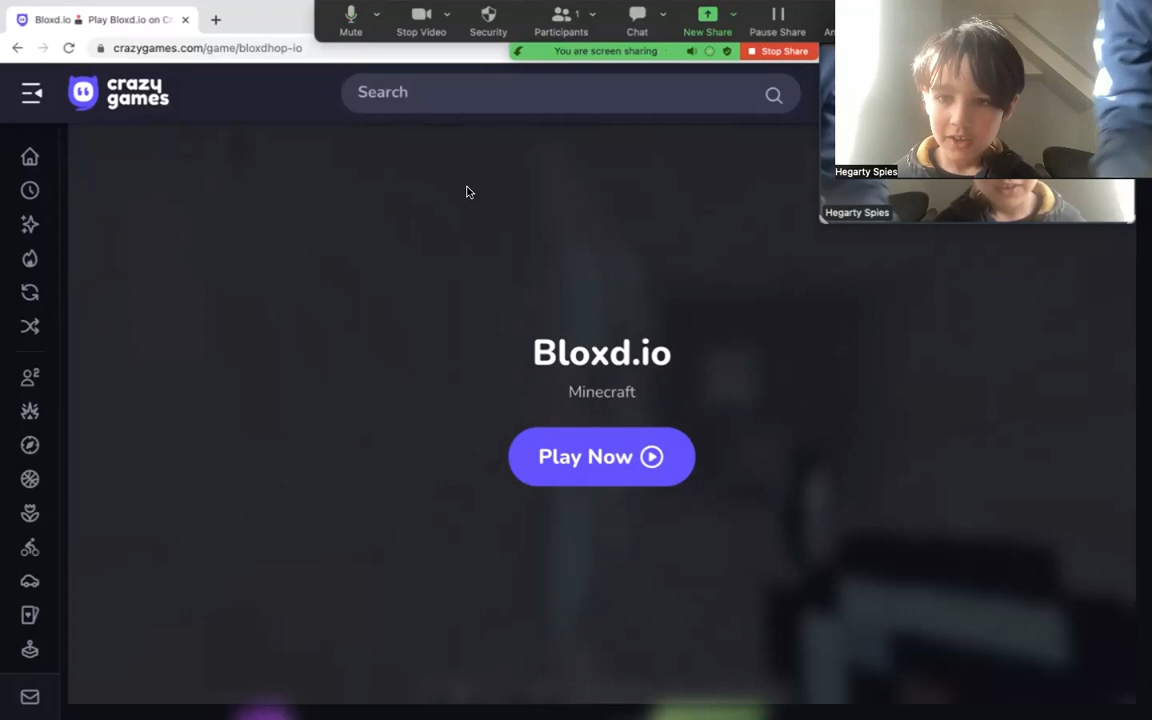 Bloxd.io Play Bloxd.io on Cr
crazygames.com/game/bloxdhop-io
Mute
Stop Video
Security
1
Participants
Chat
New Share
Pause Share
An
You are screen sharing
Stop Share
Hegarty Spies
Hegarty Spies
crazy
games
Search
Bloxd.io
Minecraft
Play Now